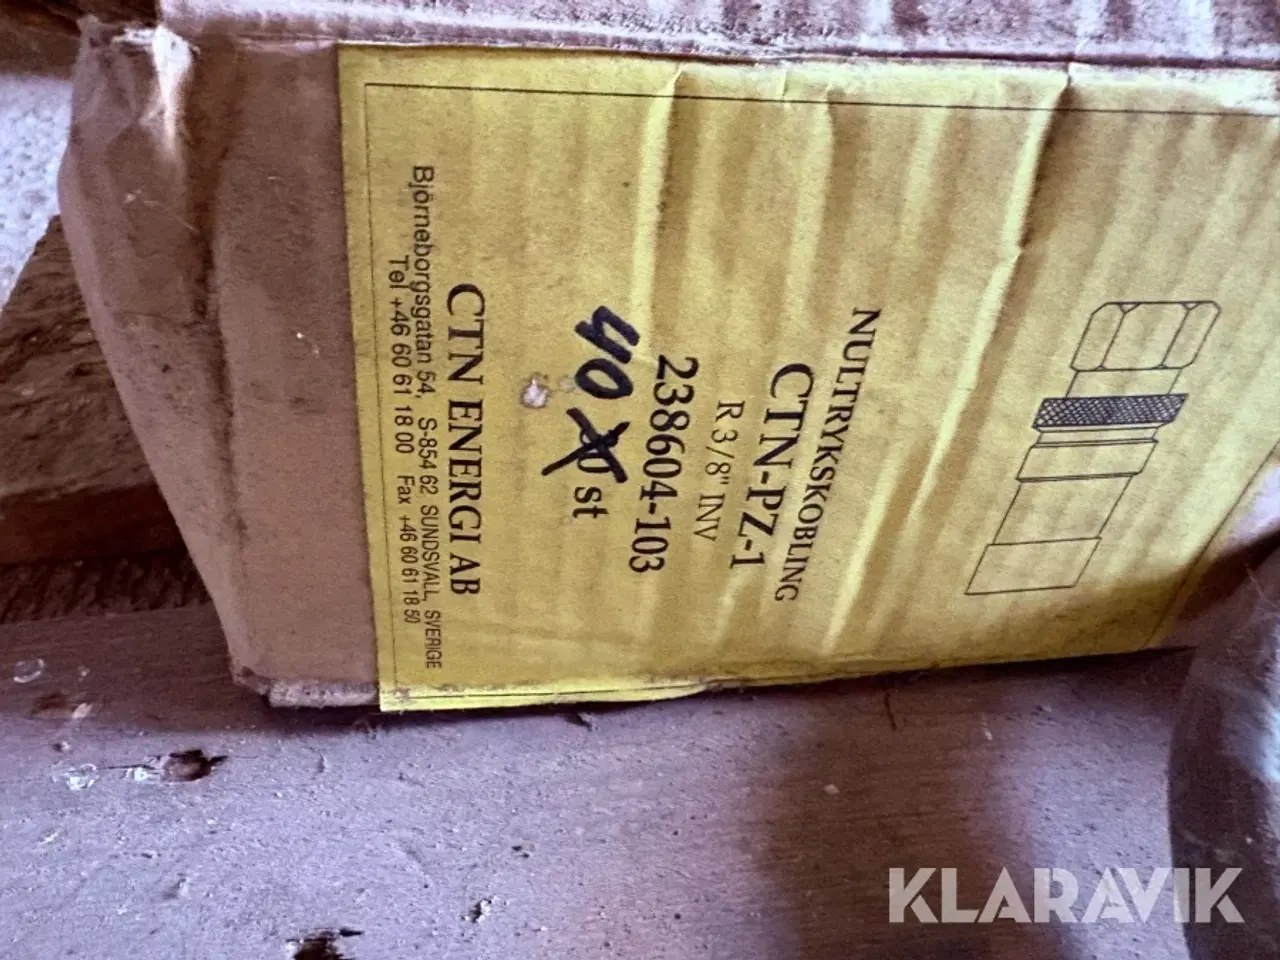 NULTRYKSKOBLING
CTN-PZ-1
R 3/8" INV
238604-103
40 st
CTN ENERGI AB
Björneborgsgatan 54, S-854 62 SUNDSVALL, SVERIGE
Tel +46 60 61 18 00 Fax +46 60 61 18 50
KLARAVIK